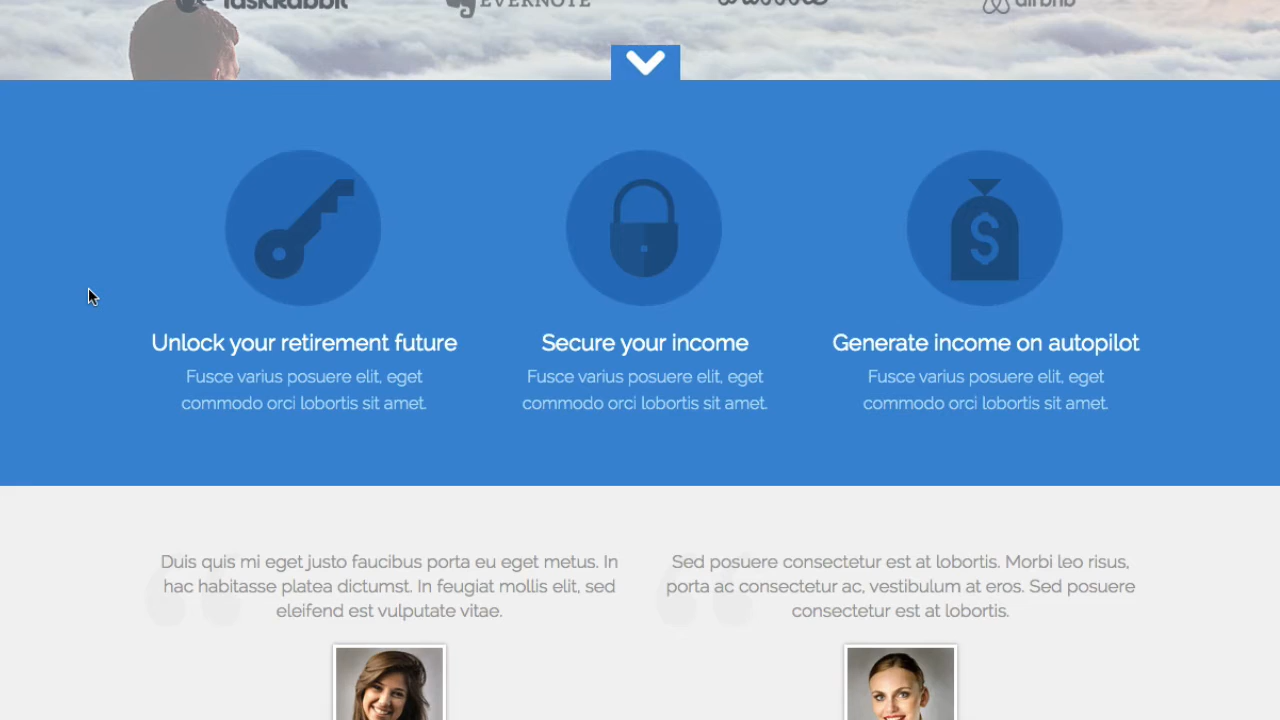 TaskRabbit
EVERNOTE
airbnb
Unlock your retirement future
Secure your income
Generate income on autopilot
Fusce varius posuere elit, eget
commodo orci lobortis sit amet.
Fusce varius posuere elit, eget
commodo orci lobortis sit amet.
Fusce varius posuere elit, eget
commodo orci lobortis sit amet.
Duis quis mi eget justo faucibus porta eu eget metus. In
hac habitasse platea dictumst. In feugiat mollis elit, sed
eleifend est vulputate vitae.
Sed posuere consectetur est at lobortis. Morbi leo risus,
porta ac consectetur ac, vestibulum at eros. Sed posuere
consectetur est at lobortis.